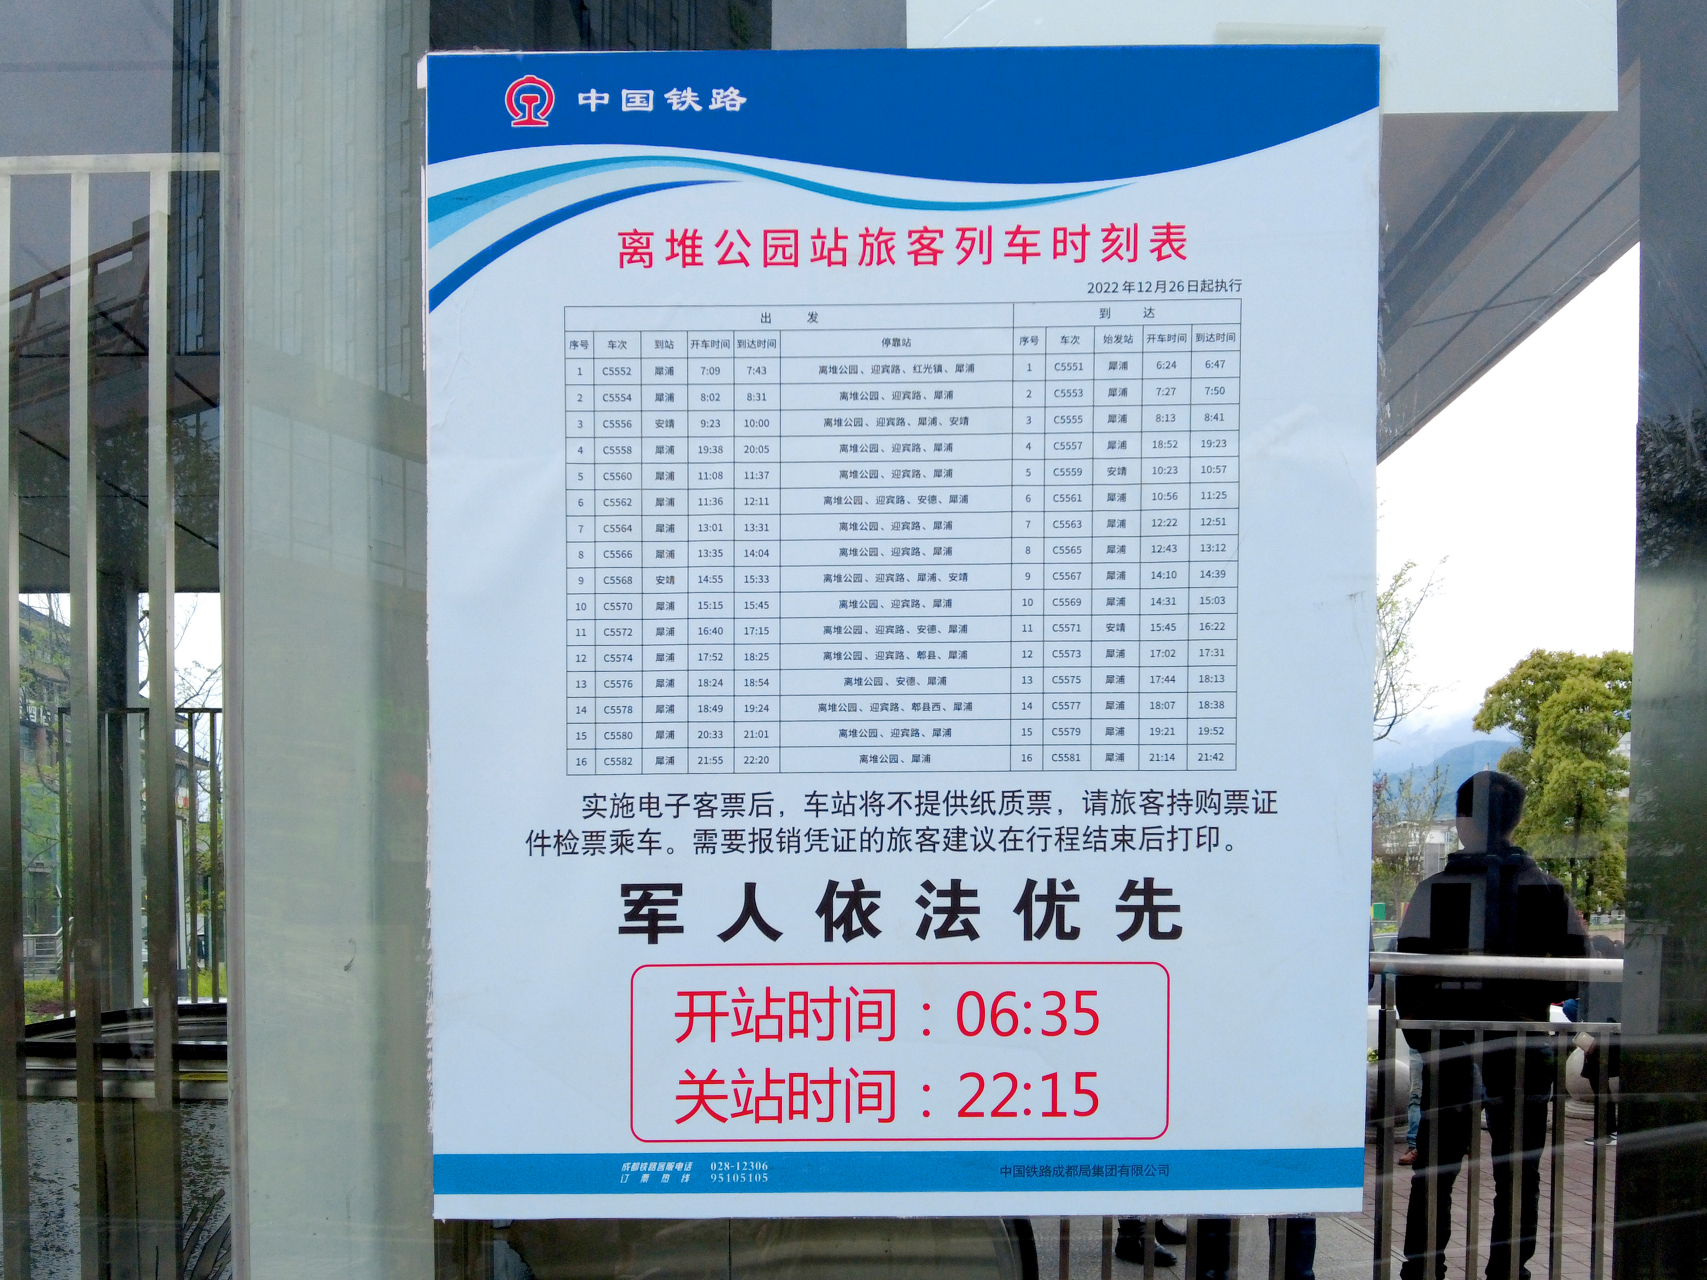 中国铁路
离堆公园站旅客列车时刻表
2022年12月26日起执行
出 发 到 达
序号 车次 到站 开车时间 到达时间 停靠站 序号 车次 始发站 开车时间 到达时间
1 C5552 犀浦 7:09 7:43 离堆公园、迎宾路、红光镇、犀浦 1 C5551 犀浦 6:24 6:47
2 C5554 犀浦 8:02 8:31 离堆公园、迎宾路、犀浦 2 C5553 犀浦 7:27 7:50
3 C5556 安靖 9:23 10:00 离堆公园、迎宾路、犀浦、安靖 3 C5555 犀浦 8:13 8:41
4 C5558 犀浦 19:38 20:05 离堆公园、迎宾路、犀浦 4 C5557 犀浦 18:52 19:23
5 C5560 犀浦 11:08 11:37 离堆公园、迎宾路、犀浦 5 C5559 安靖 10:23 10:57
6 C5562 犀浦 11:36 12:11 离堆公园、迎宾路、安德、犀浦 6 C5561 犀浦 10:56 11:25
7 C5564 犀浦 13:01 13:31 离堆公园、迎宾路、犀浦 7 C5563 犀浦 12:22 12:51
8 C5566 犀浦 13:35 14:04 离堆公园、迎宾路、犀浦 8 C5565 犀浦 12:43 13:12
9 C5568 安靖 14:55 15:33 离堆公园、迎宾路、犀浦、安靖 9 C5567 犀浦 14:10 14:39
10 C5570 犀浦 15:15 15:45 离堆公园、迎宾路、犀浦 10 C5569 犀浦 14:31 15:03
11 C5572 犀浦 16:40 17:15 离堆公园、迎宾路、安德、犀浦 11 C5571 安靖 15:45 16:22
12 C5574 犀浦 17:52 18:25 离堆公园、迎宾路、郫县、犀浦 12 C5573 犀浦 17:02 17:31
13 C5576 犀浦 18:24 18:54 离堆公园、安德、犀浦 13 C5575 犀浦 17:44 18:13
14 C5578 犀浦 18:49 19:24 离堆公园、迎宾路、郫县西、犀浦 14 C5577 犀浦 18:07 18:38
15 C5580 犀浦 20:33 21:01 离堆公园、迎宾路、犀浦 15 C5579 犀浦 19:21 19:52
16 C5582 犀浦 21:55 22:20 离堆公园、犀浦 16 C5581 犀浦 21:14 21:42
实施电子客票后，车站将不提供纸质票，请旅客持购票证
件检票乘车。需要报销凭证的旅客建议在行程结束后打印。
军人依法优先
开站时间：06:35
关站时间：22:15
成都铁路客服电话 028-12306
订票热线 95105105
中国铁路成都局集团有限公司